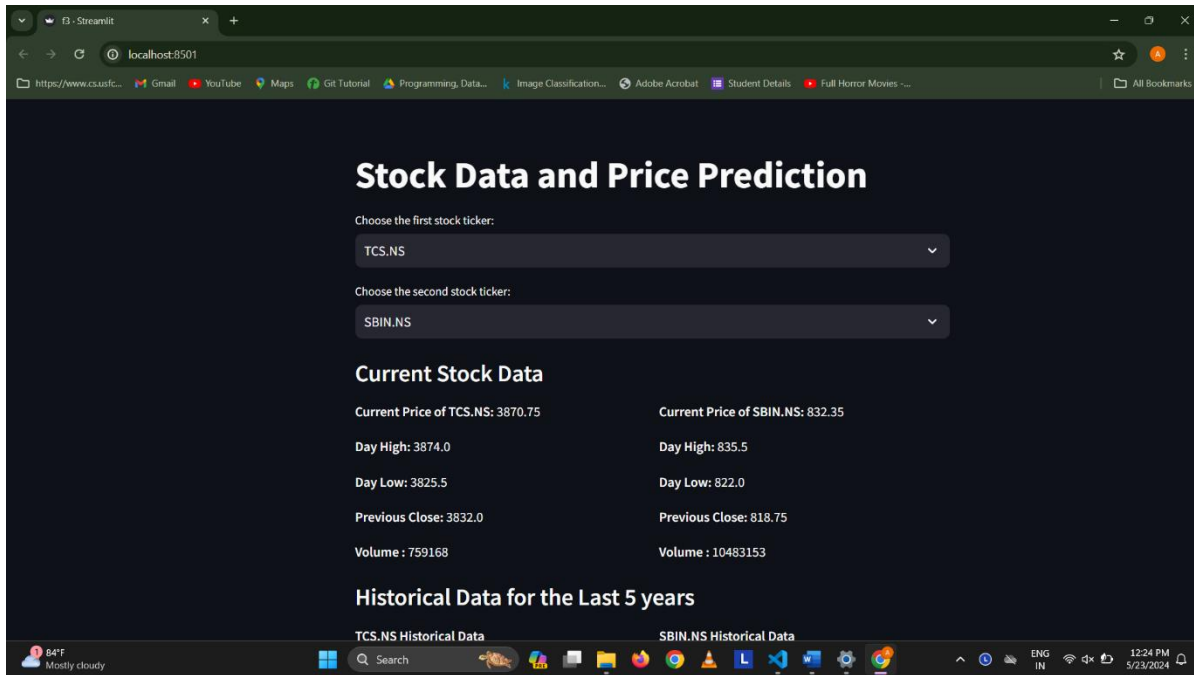 f3 · Streamlit
localhost:8501
https://www.cs.usfc... Gmail YouTube Maps Git Tutorial Programming, Data... Image Classification... Adobe Acrobat Student Details Full Horror Movies -... All Bookmarks
Stock Data and Price Prediction
Choose the first stock ticker:
TCS.NS
Choose the second stock ticker:
SBIN.NS
Current Stock Data
Current Price of TCS.NS: 3870.75 Current Price of SBIN.NS: 832.35
Day High: 3874.0 Day High: 835.5
Day Low: 3825.5 Day Low: 822.0
Previous Close: 3832.0 Previous Close: 818.75
Volume : 759168 Volume : 10483153
Historical Data for the Last 5 years
TCS.NS Historical Data SBIN.NS Historical Data
1 84°F Search ENG 12:24 PM
Mostly cloudy IN 5/23/2024